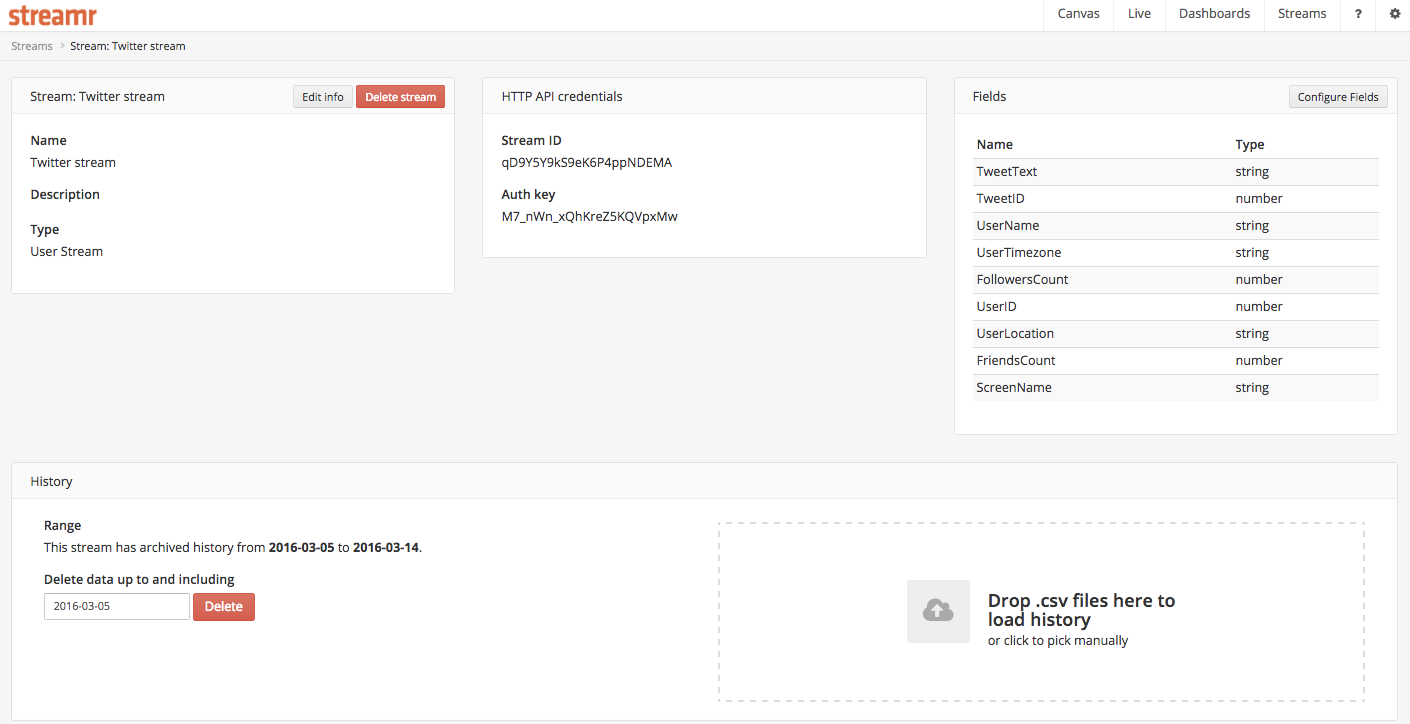 streamr
Canvas Live Dashboards Streams ?
Streams › Stream: Twitter stream
Stream: Twitter stream Edit info Delete stream
Name
Twitter stream
Description
Type
User Stream
HTTP API credentials
Stream ID
qD9Y5Y9kS9eK6P4ppNDEMA
Auth key
M7_nWn_xQhKreZ5KQVpxMw
Fields Configure Fields
Name Type
TweetText string
TweetID number
UserName string
UserTimezone string
FollowersCount number
UserID number
UserLocation string
FriendsCount number
ScreenName string
History
Range
This stream has archived history from 2016-03-05 to 2016-03-14.
Delete data up to and including
2016-03-05 Delete
Drop .csv files here to
load history
or click to pick manually